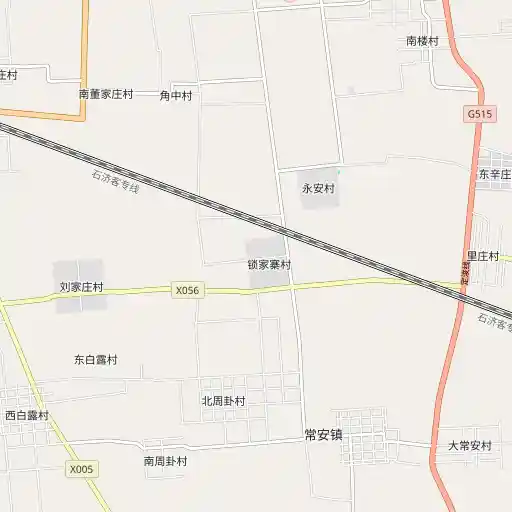 南楼村
庄村
南董家庄村
角中村
G515
石济客专线
东辛庄
永安村
里庄村
锁家寨村
定魏线
刘家庄村
X056
石济客专
东白露村
北周卦村
西白露村
常安镇
大常安村
南周卦村
X005